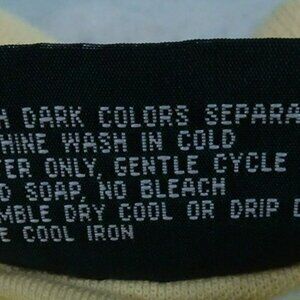 H DARK COLORS SEPARA
HINE WASH IN COLD
TER ONLY, GENTLE CYCLE
D SOAP, NO BLEACH
MBLE DRY COOL OR DRIP D
E COOL IRON